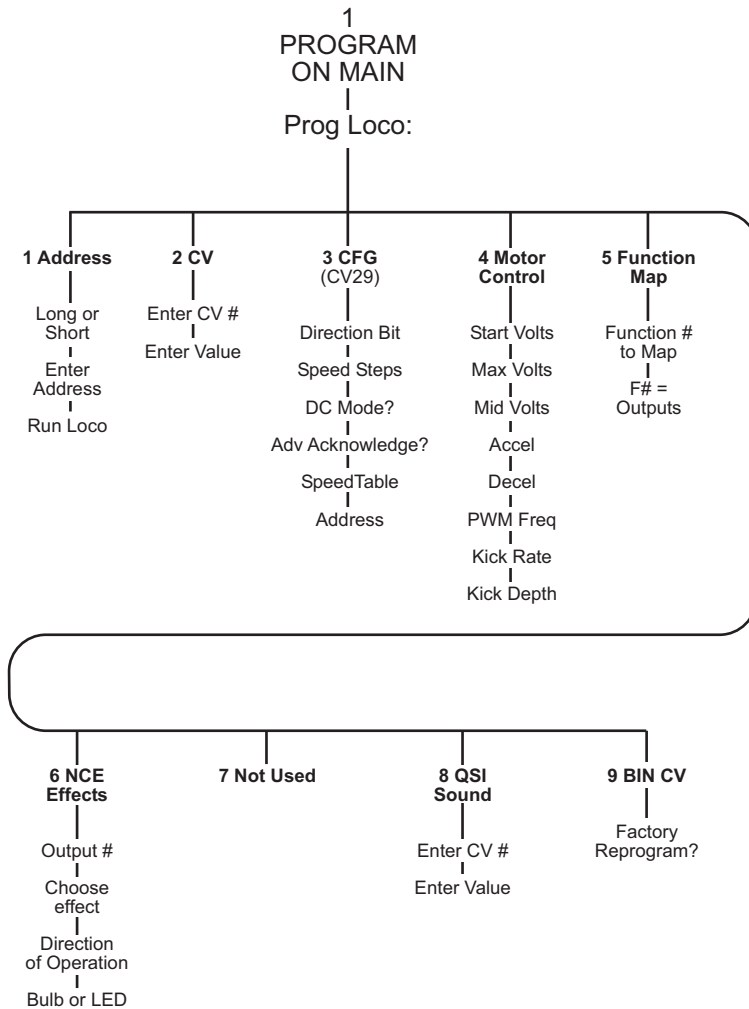 1
PROGRAM
ON MAIN
Prog Loco:
1 Address
Long or
Short
Enter
Address
Run Loco
2 CV
Enter CV #
Enter Value
3 CFG
(CV29)
Direction Bit
Speed Steps
DC Mode?
Adv Acknowledge?
SpeedTable
Address
4 Motor
Control
Start Volts
Max Volts
Mid Volts
Accel
Decel
PWM Freq
Kick Rate
Kick Depth
5 Function
Map
Function #
to Map
F# =
Outputs
6 NCE
Effects
Output #
Choose
effect
Direction
of Operation
Bulb or LED
7 Not Used
8 QSI
Sound
Enter CV #
Enter Value
9 BIN CV
Factory
Reprogram?